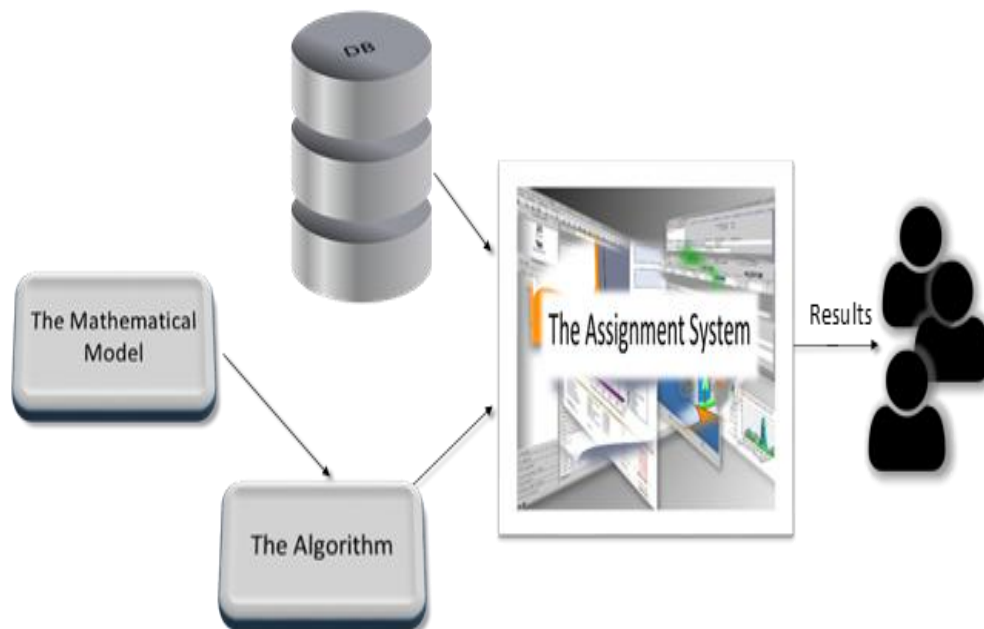 DB
The Mathematical
Model
The Assignment System
Results
The Algorithm